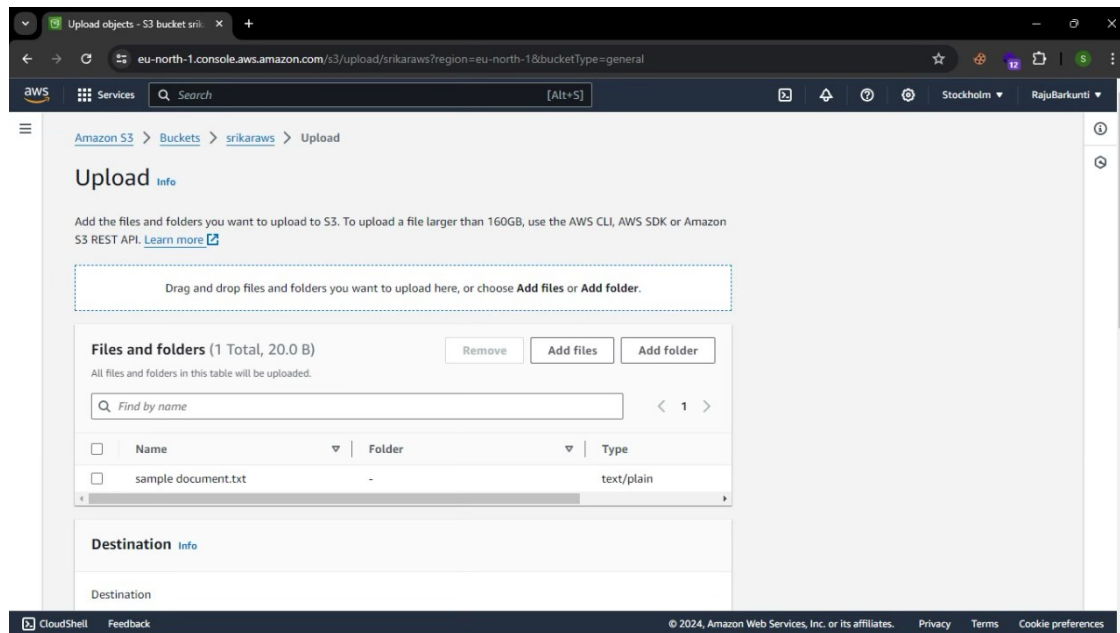 Upload objects - S3 bucket srik
eu-north-1.console.aws.amazon.com/s3/upload/srikaraws?region=eu-north-1&bucketType=general
12
S
aws
Services
Search
[Alt+S]
Stockholm ▼
RajuBarkunti ▼
Amazon S3 > Buckets > srikaraws > Upload
Upload Info
Add the files and folders you want to upload to S3. To upload a file larger than 160GB, use the AWS CLI, AWS SDK or Amazon
S3 REST API. Learn more
Drag and drop files and folders you want to upload here, or choose Add files or Add folder.
Files and folders (1 Total, 20.0 B)
Remove
Add files
Add folder
All files and folders in this table will be uploaded.
Find by name
< 1 >
Name
Folder
Type
sample document.txt
-
text/plain
Destination Info
Destination
CloudShell
Feedback
© 2024, Amazon Web Services, Inc. or its affiliates.
Privacy
Terms
Cookie preferences